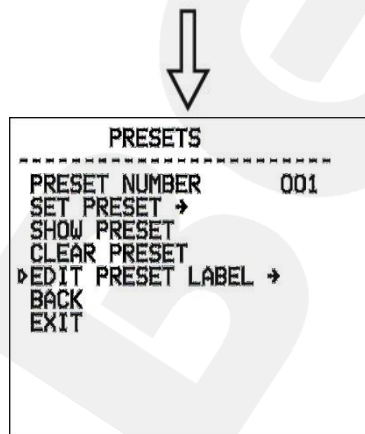 PRESETS
PRESET NUMBER 001
SET PRESET →
SHOW PRESET
CLEAR PRESET
▷EDIT PRESET LABEL →
BACK
EXIT